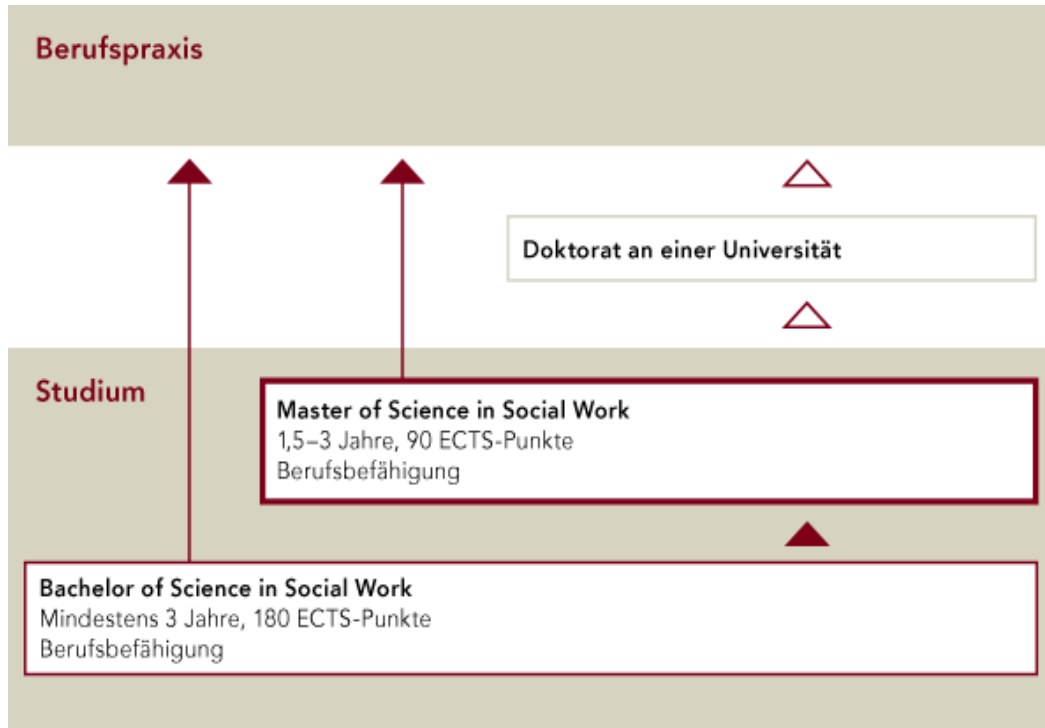 Berufspraxis
Doktorat an einer Universität
Studium
Master of Science in Social Work
1,5–3 Jahre, 90 ECTS-Punkte
Berufsbefähigung
Bachelor of Science in Social Work
Mindestens 3 Jahre, 180 ECTS-Punkte
Berufsbefähigung